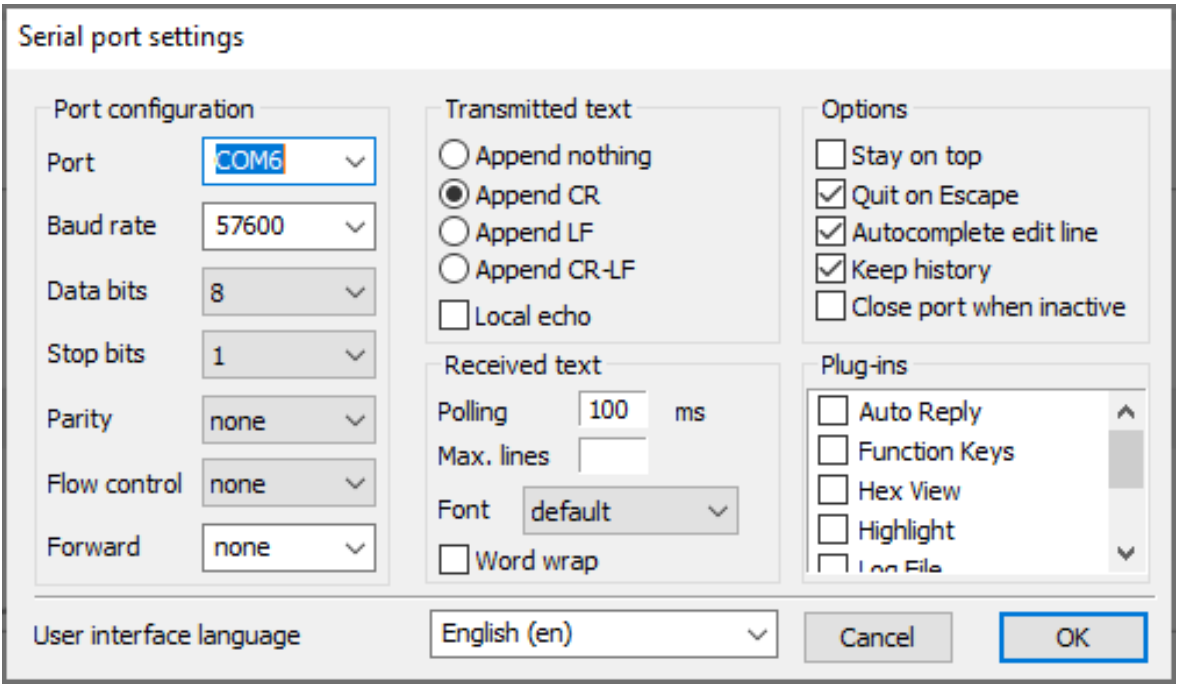 Serial port settings
Port configuration
Port COM6
Baud rate 57600
Data bits 8
Stop bits 1
Parity none
Flow control none
Forward none
Transmitted text
Append nothing
Append CR
Append LF
Append CR-LF
Local echo
Received text
Polling 100 ms
Max. lines
Font default
Word wrap
Options
Stay on top
Quit on Escape
Autocomplete edit line
Keep history
Close port when inactive
Plug-ins
Auto Reply
Function Keys
Hex View
Highlight
Log File
User interface language English (en) Cancel OK